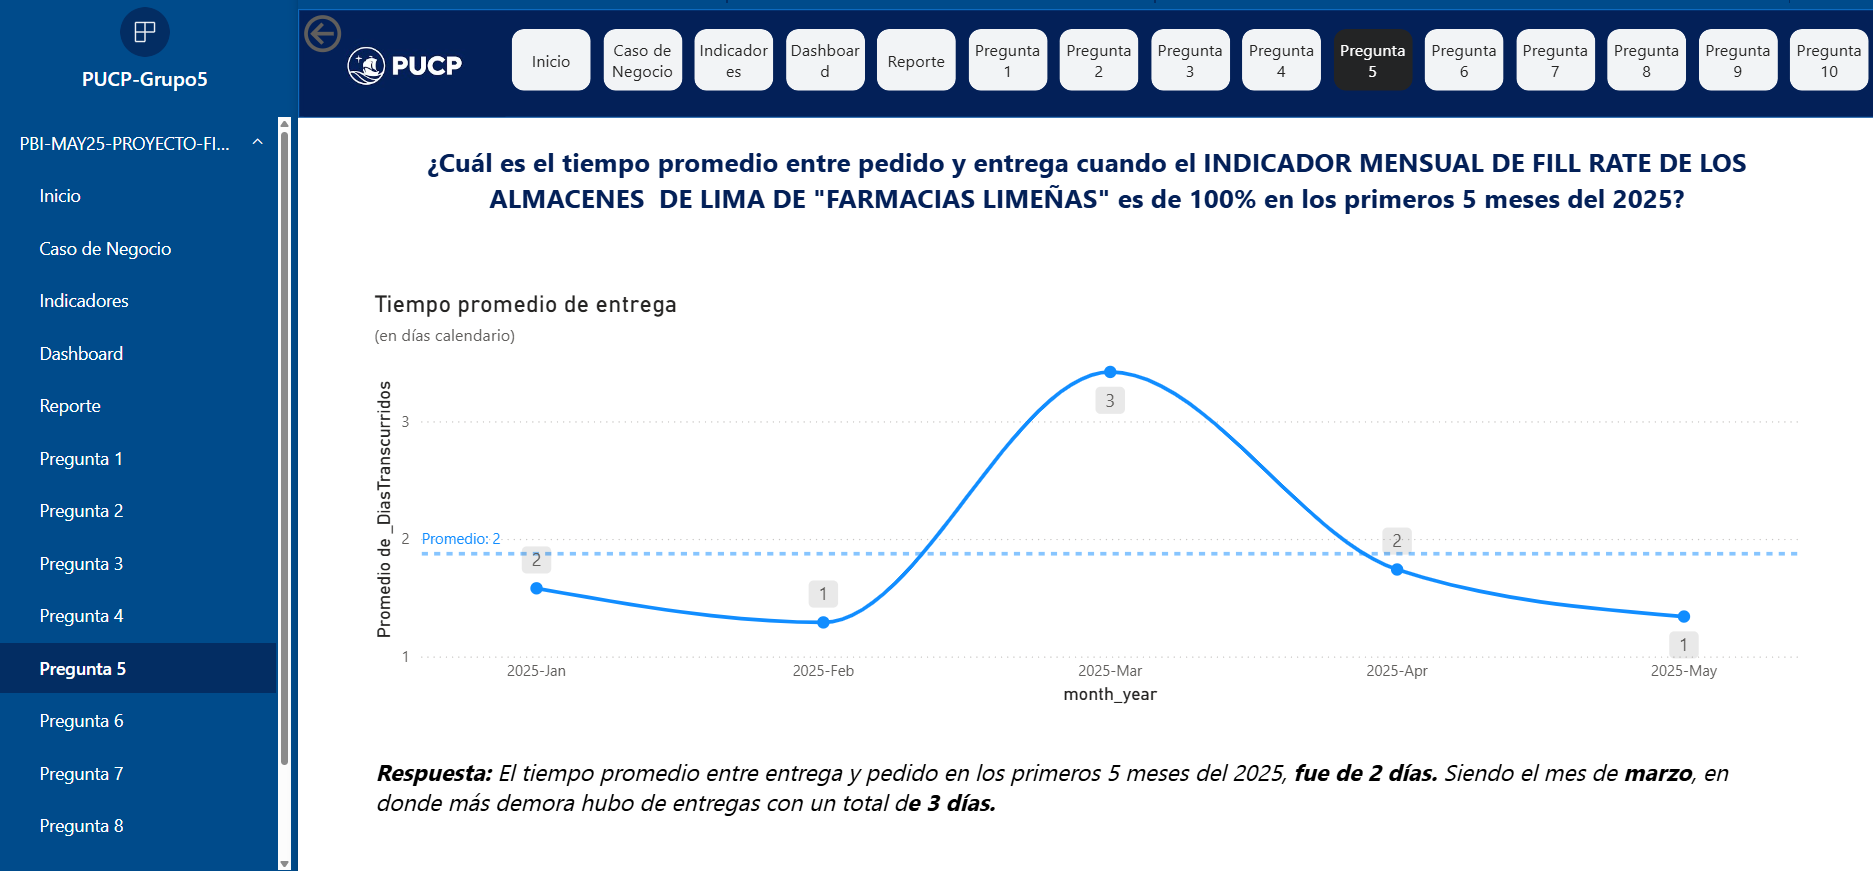 PUCP-Grupo5
PBI-MAY25-PROYECTO-FI...
Inicio
Caso de Negocio
Indicadores
Dashboard
Reporte
Pregunta 1
Pregunta 2
Pregunta 3
Pregunta 4
Pregunta 5
Pregunta 6
Pregunta 7
Pregunta 8
PUCP
Inicio
Caso de
Negocio
Indicador
es
Dashboar
d
Reporte
Pregunta
1
Pregunta
2
Pregunta
3
Pregunta
4
Pregunta
5
Pregunta
6
Pregunta
7
Pregunta
8
Pregunta
9
Pregunta
10
¿Cuál es el tiempo promedio entre pedido y entrega cuando el INDICADOR MENSUAL DE FILL RATE DE LOS
ALMACENES  DE LIMA DE "FARMACIAS LIMEÑAS" es de 100% en los primeros 5 meses del 2025?
Tiempo promedio de entrega
(en días calendario)
Promedio de _DiasTranscurridos
3
2
1
Promedio: 2
2
1
3
2
1
2025-Jan
2025-Feb
2025-Mar
2025-Apr
2025-May
month_year
Respuesta: El tiempo promedio entre entrega y pedido en los primeros 5 meses del 2025, fue de 2 días. Siendo el mes de marzo, en
donde más demora hubo de entregas con un total de 3 días.